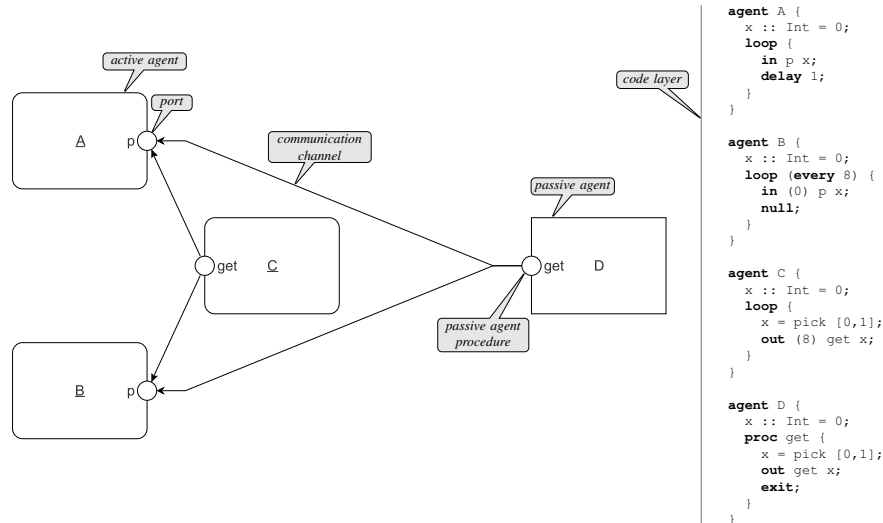 active agent
port
A
p
communication
channel
passive agent
get
C
get
D
passive agent
procedure
B
p
code layer
agent A {
  x :: Int = 0;
  loop {
    in p x;
    delay 1;
  }
}
agent B {
  x :: Int = 0;
  loop (every 8) {
    in (0) p x;
    null;
  }
}
agent C {
  x :: Int = 0;
  loop {
    x = pick [0,1];
    out (8) get x;
  }
}
agent D {
  x :: Int = 0;
  proc get {
    x = pick [0,1];
    out get x;
    exit;
  }
}